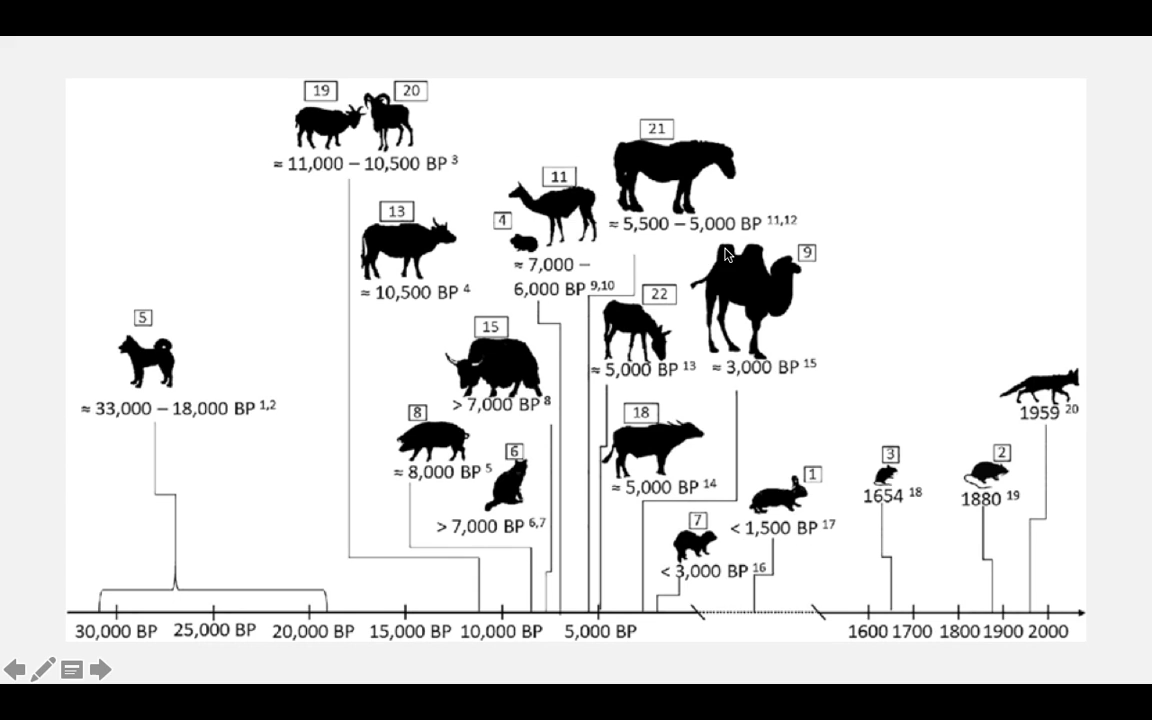 19
20
≈ 11,000 – 10,500 BP 3
21
≈ 5,500 – 5,000 BP 11,12
11
4
≈ 7,000 –
6,000 BP 9,10
13
≈ 10,500 BP 4
9
≈ 3,000 BP 15
22
≈ 5,000 BP 13
5
≈ 33,000 – 18,000 BP 1,2
15
> 7,000 BP 8
8
≈ 8,000 BP 5
6
> 7,000 BP 6,7
18
≈ 5,000 BP 14
1959 20
1
< 1,500 BP 17
3
1654 18
2
1880 19
7
< 3,000 BP 16
30,000 BP 25,000 BP 20,000 BP 15,000 BP 10,000 BP 5,000 BP 1600 1700 1800 1900 2000